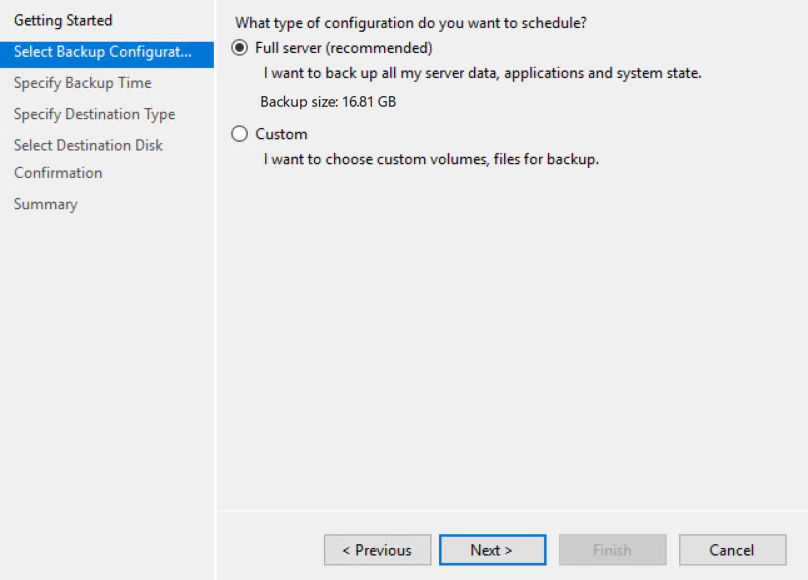 Getting Started
Select Backup Configurat...
Specify Backup Time
Specify Destination Type
Select Destination Disk
Confirmation
Summary
What type of configuration do you want to schedule?
Full server (recommended)
I want to back up all my server data, applications and system state.
Backup size: 16.81 GB
Custom
I want to choose custom volumes, files for backup.
< Previous
Next >
Finish
Cancel